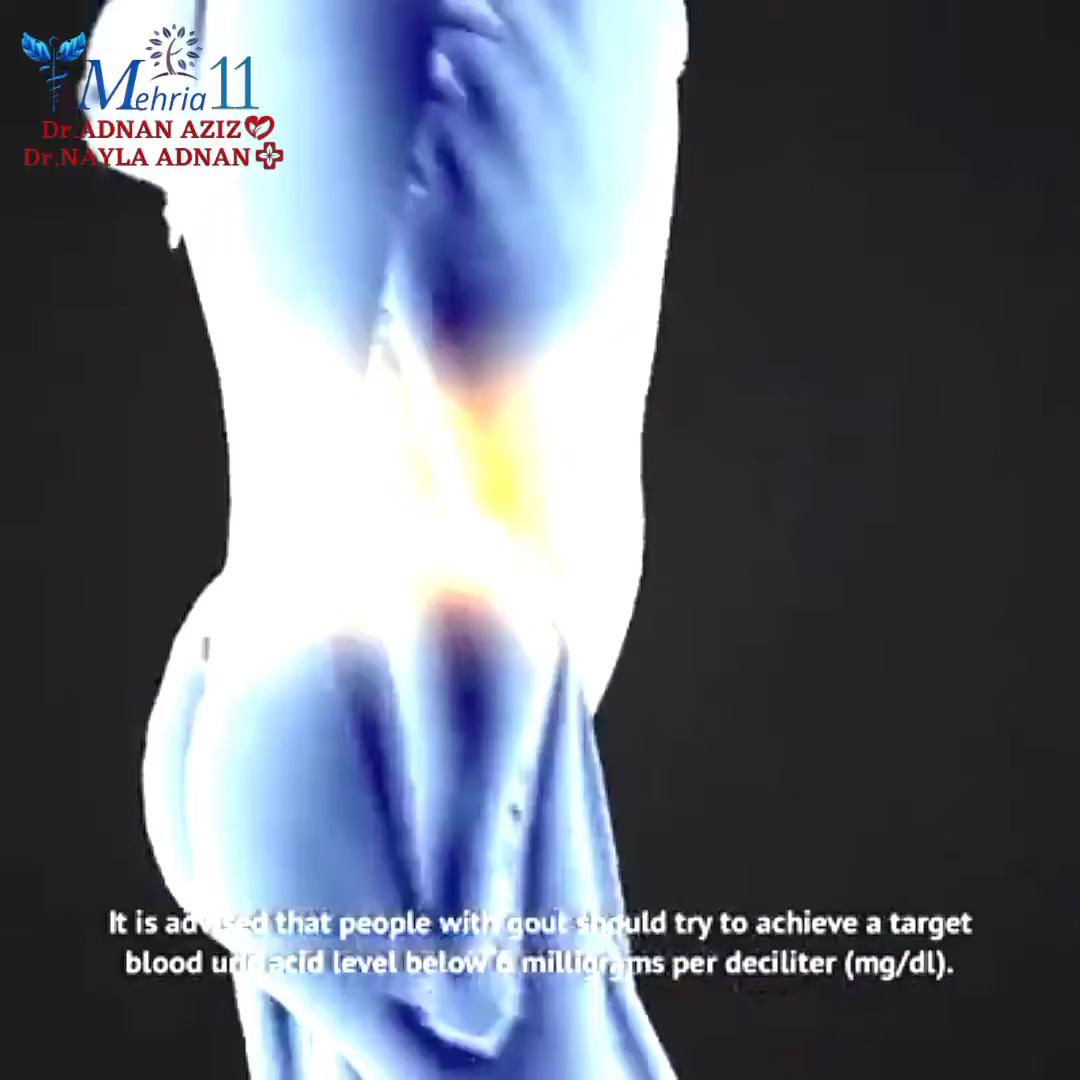 Mehria 11
Dr.ADNAN AZIZ
Dr.NAYLA ADNAN
It is advised that people with gout should try to achieve a target
blood uric acid level below 6 milligrams per deciliter (mg/dl).